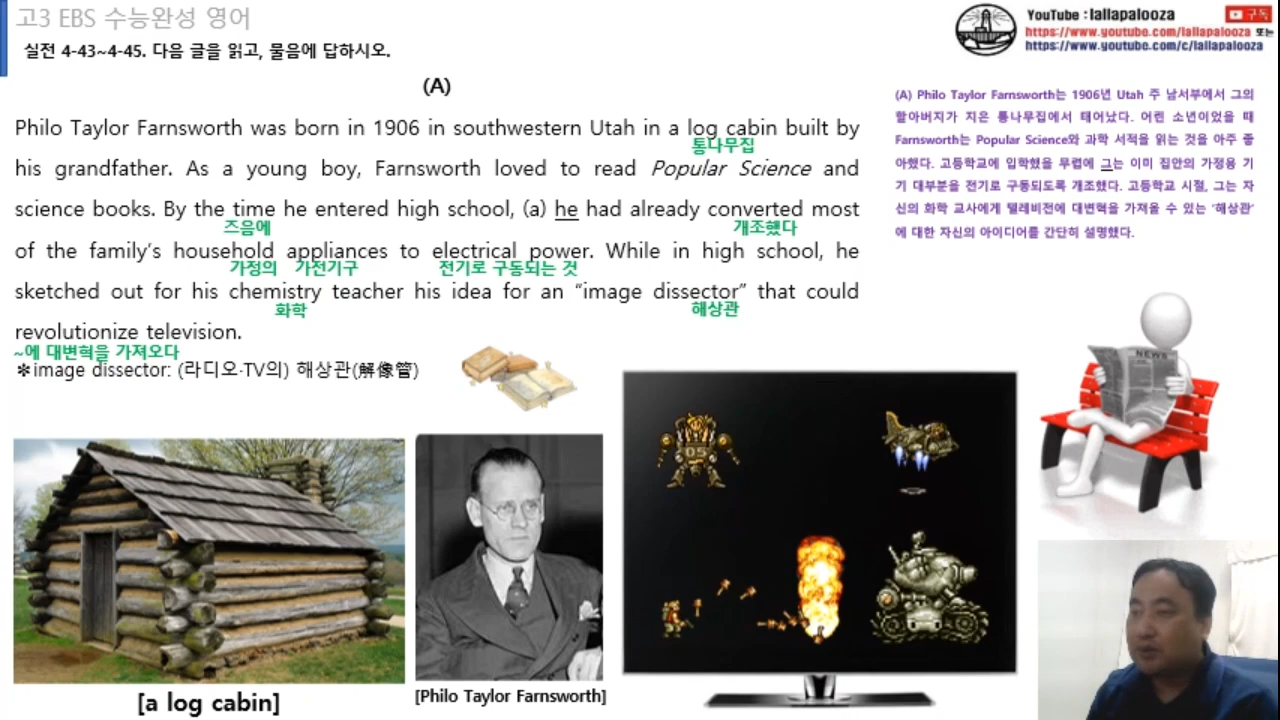 고3 EBS 수능완성 영어
실전 4-43~4-45. 다음 글을 읽고, 물음에 답하시오.
YouTube : lallapalooza
구독
https://www.youtube.com/lallapalooza 또는
https://www.youtube.com/c/lallapalooza
(A)
Philo Taylor Farnsworth was born in 1906 in southwestern Utah in a log cabin built by
통나무집
his grandfather. As a young boy, Farnsworth loved to read Popular Science and
science books. By the time he entered high school, (a) he had already converted most
즈음에 개조했다
of the family's household appliances to electrical power. While in high school, he
가정의 가전기구 전기로 구동되는 것
sketched out for his chemistry teacher his idea for an “image dissector” that could
화학 해상관
revolutionize television.
~에 대변혁을 가져오다
*image dissector: (라디오·TV의) 해상관(解像管)
(A) Philo Taylor Farnsworth는 1906년 Utah 주 남서부에서 그의
할아버지가 지은 통나무집에서 태어났다. 어린 소년이었을 때
Farnsworth는 Popular Science와 과학 서적을 읽는 것을 아주 좋
아했다. 고등학교에 입학했을 무렵에 그는 이미 집안의 가정용 기
기 대부분을 전기로 구동되도록 개조했다. 고등학교 시절, 그는 자
신의 화학 교사에게 텔레비전에 대변혁을 가져올 수 있는 ‘해상관’
에 대한 자신의 아이디어를 간단히 설명했다.
NEWS
05
[a log cabin]
[Philo Taylor Farnsworth]